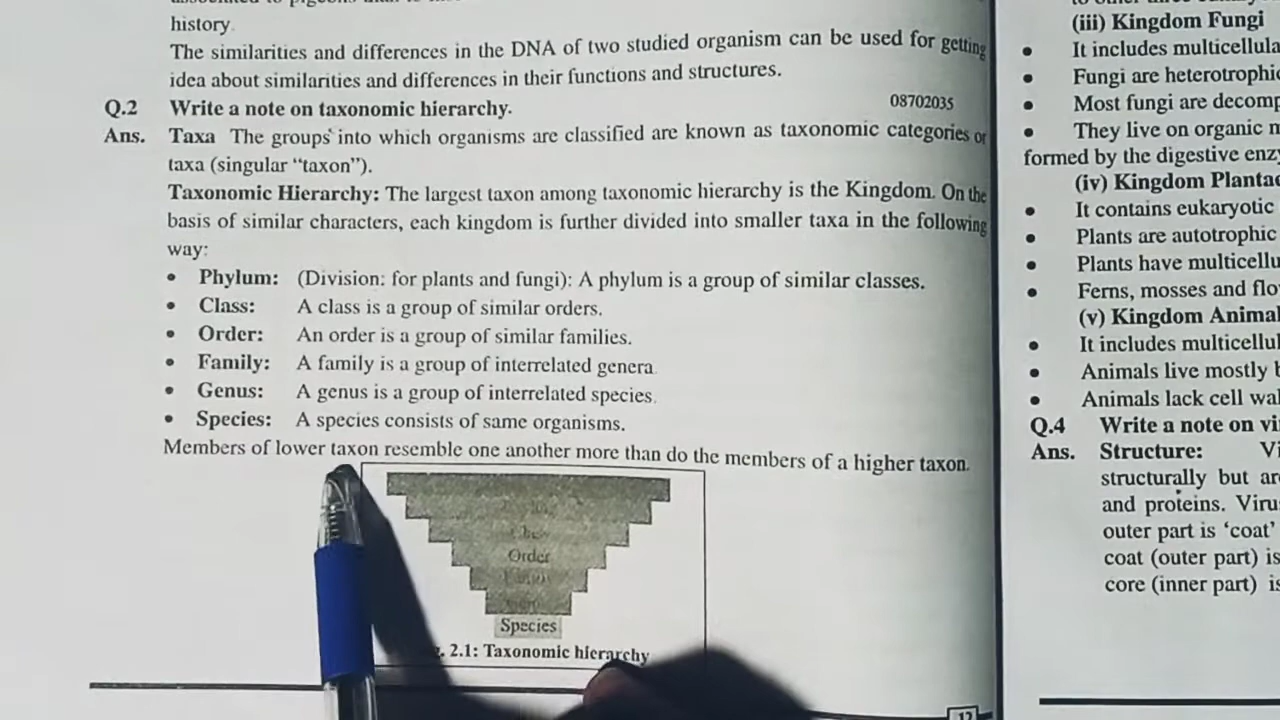 history.
The similarities and differences in the DNA of two studied organism can be used for getting
idea about similarities and differences in their functions and structures.
Q.2 Write a note on taxonomic hierarchy. 08702035
Ans. Taxa The groups into which organisms are classified are known as taxonomic categories or
taxa (singular “taxon”).
Taxonomic Hierarchy: The largest taxon among taxonomic hierarchy is the Kingdom. On the
basis of similar characters, each kingdom is further divided into smaller taxa in the following
way:
• Phylum: (Division: for plants and fungi): A phylum is a group of similar classes.
• Class: A class is a group of similar orders.
• Order: An order is a group of similar families.
• Family: A family is a group of interrelated genera
• Genus: A genus is a group of interrelated species.
• Species: A species consists of same organisms.
Members of lower taxon resemble one another more than do the members of a higher taxon.
Order
Species
2.1: Taxonomic hierarchy
12
(iii) Kingdom Fungi
• It includes multicellula
• Fungi are heterotrophic
• Most fungi are decomp
• They live on organic
formed by the digestive enzy
(iv) Kingdom Plantae
• It contains eukaryotic
• Plants are autotrophic
• Plants have multicellu
• Ferns, mosses and flo
(v) Kingdom Animal
• It includes multicellul
• Animals live mostly b
• Animals lack cell wal
Q.4 Write a note on vi
Ans. Structure: Vi
structurally but are
and proteins. Viru
outer part is ‘coat’
coat (outer part) is
core (inner part) is